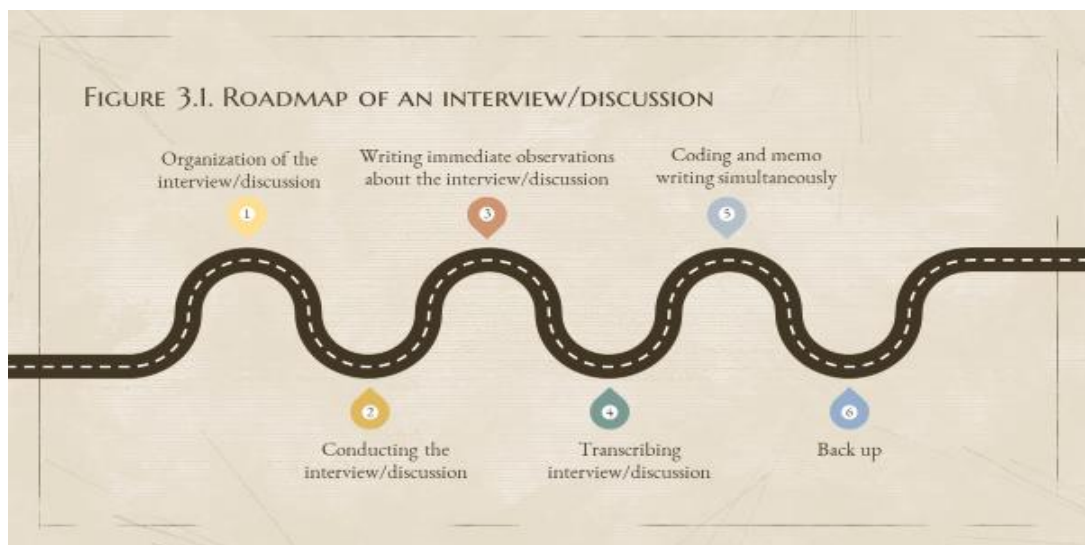 Figure 3.1. Roadmap of an interview/discussion
Organization of the
interview/discussion
1
Conducting the
interview/discussion
2
Writing immediate observations
about the interview/discussion
3
Transcribing
interview/discussion
4
Coding and memo
writing simultaneously
5
Back up
6